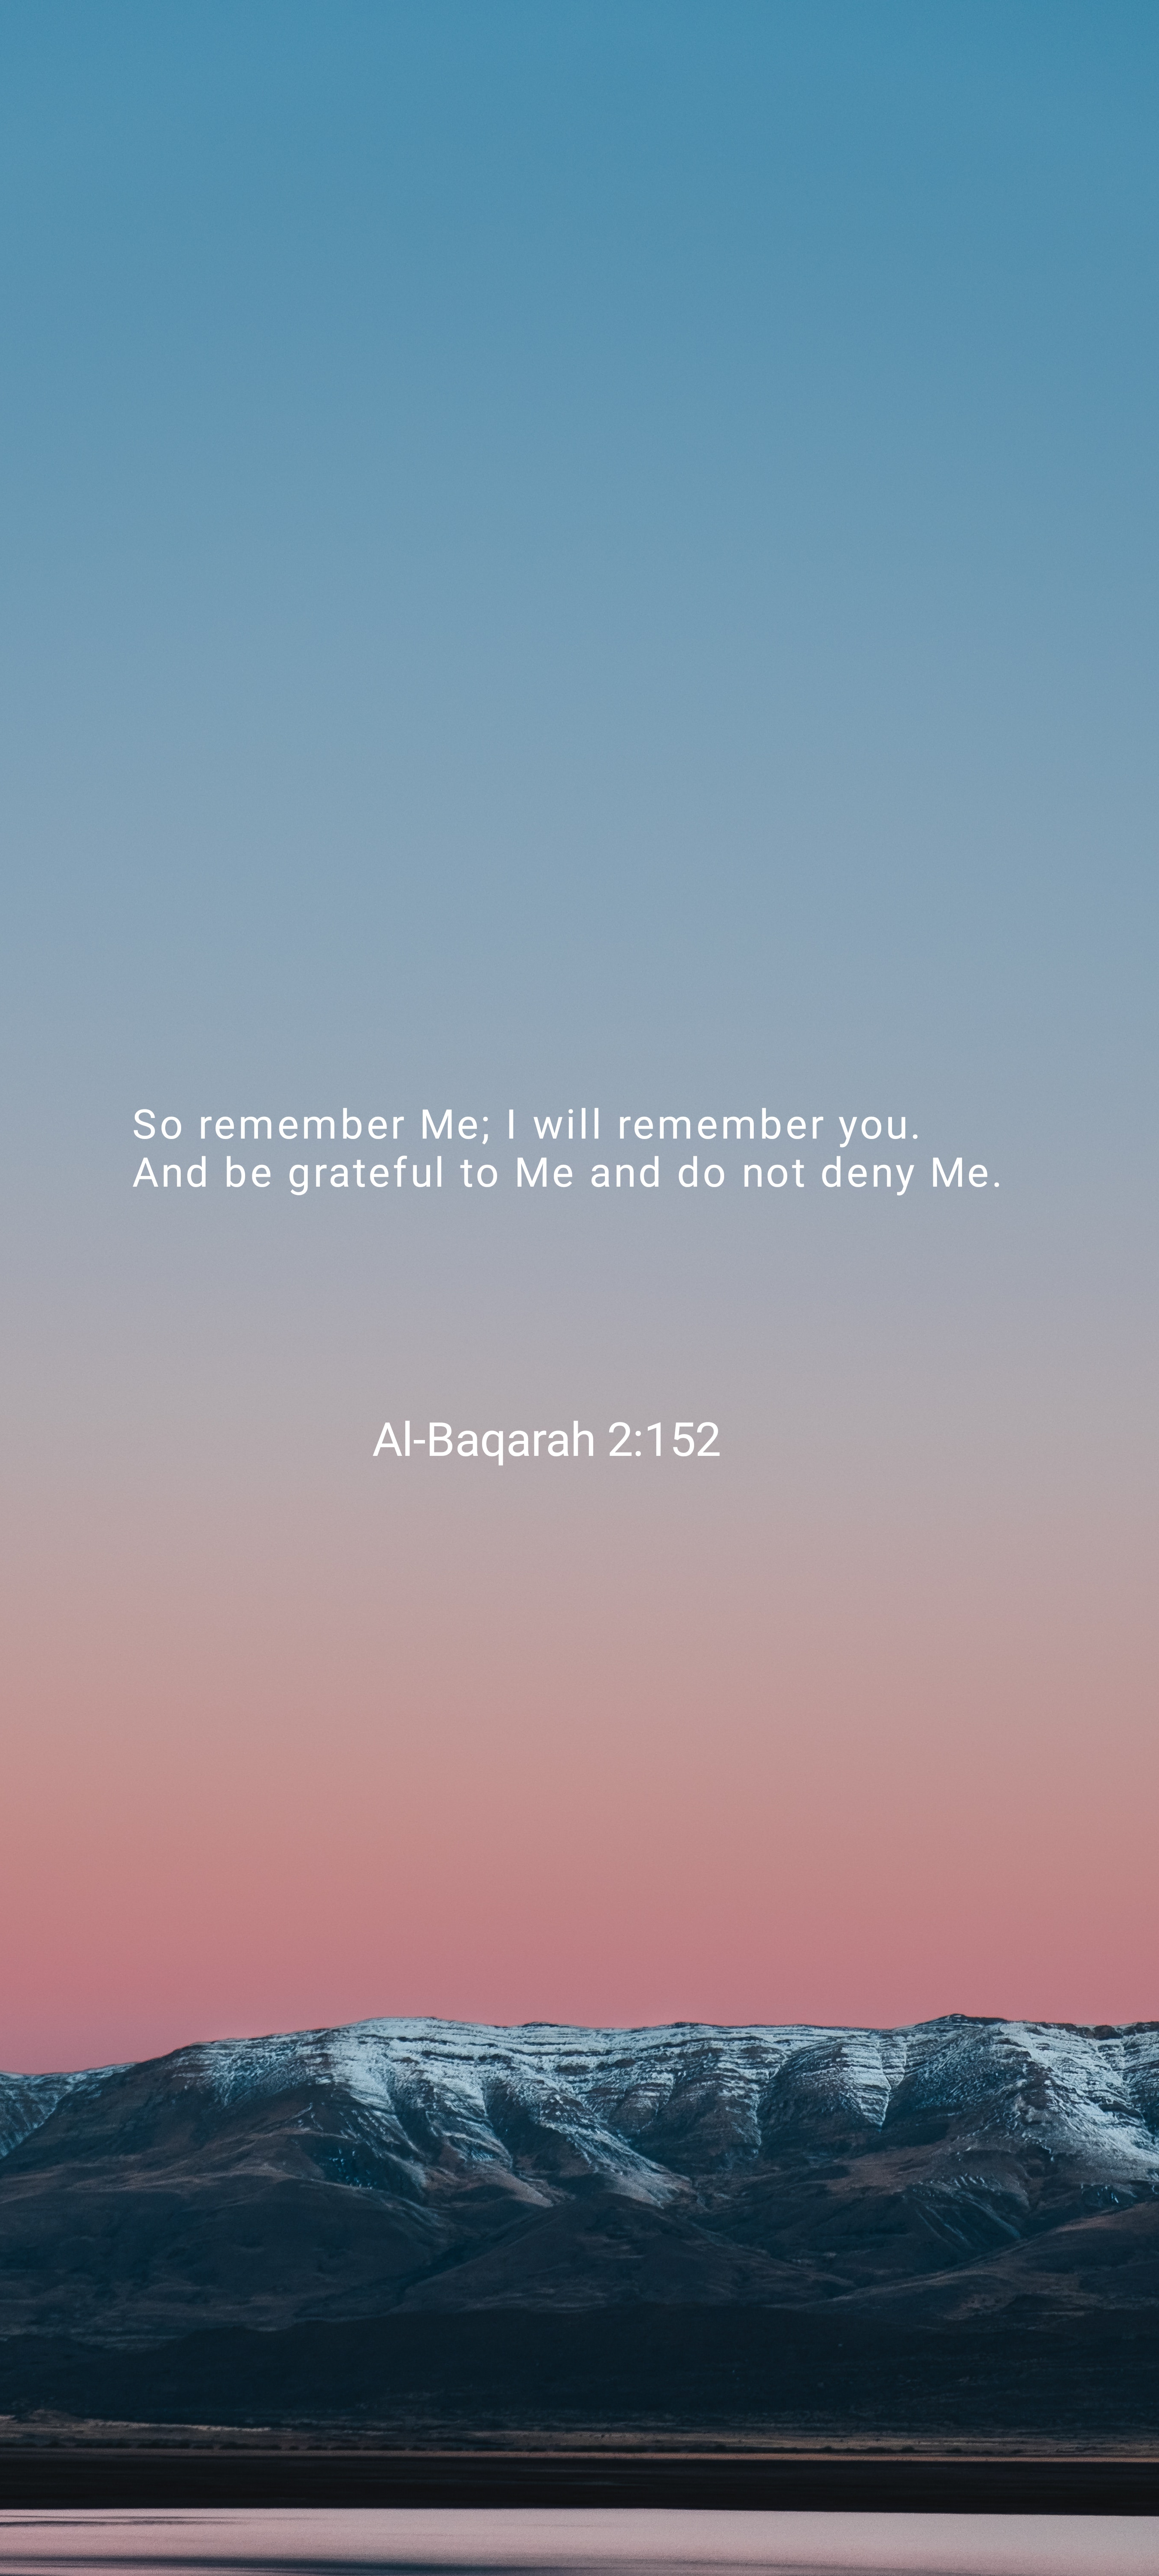 So remember Me; I will remember you.
And be grateful to Me and do not deny Me.
Al-Baqarah 2:152